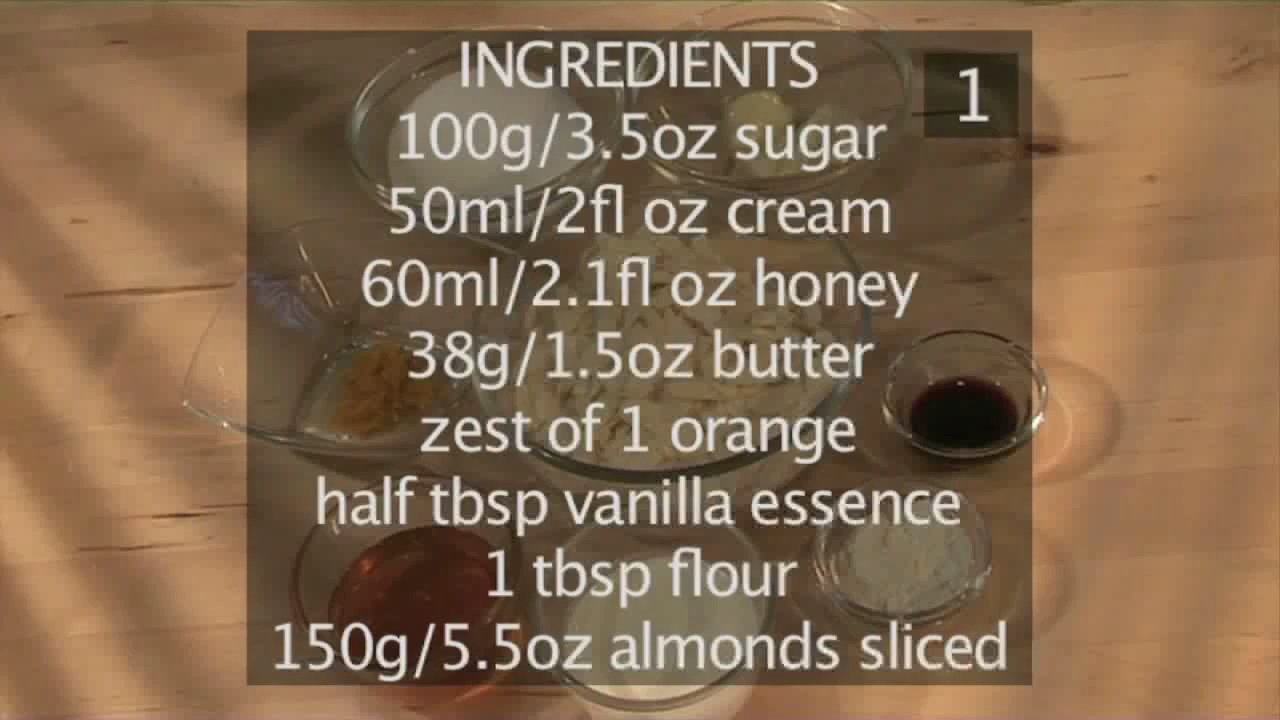 INGREDIENTS
1
100g/3.5oz sugar
50ml/2fl oz cream
60ml/2.1fl oz honey
38g/1.5oz butter
zest of 1 orange
half tbsp vanilla essence
1 tbsp flour
150g/5.5oz almonds sliced